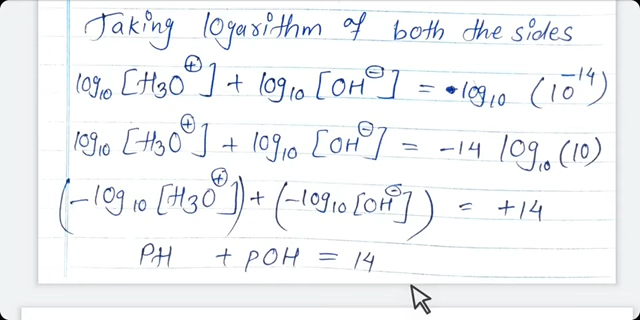 Taking logarithm of both the sides
log₁₀ [H3O⊕] + log₁₀ [OH⊖] = log₁₀ (10⁻¹⁴)
log₁₀ [H3O⊕] + log₁₀ [OH⊖] = -14 log₁₀ (10)
(-log₁₀ [H3O⊕]) + (-log₁₀ [OH⊖]) = +14
PH + POH = 14